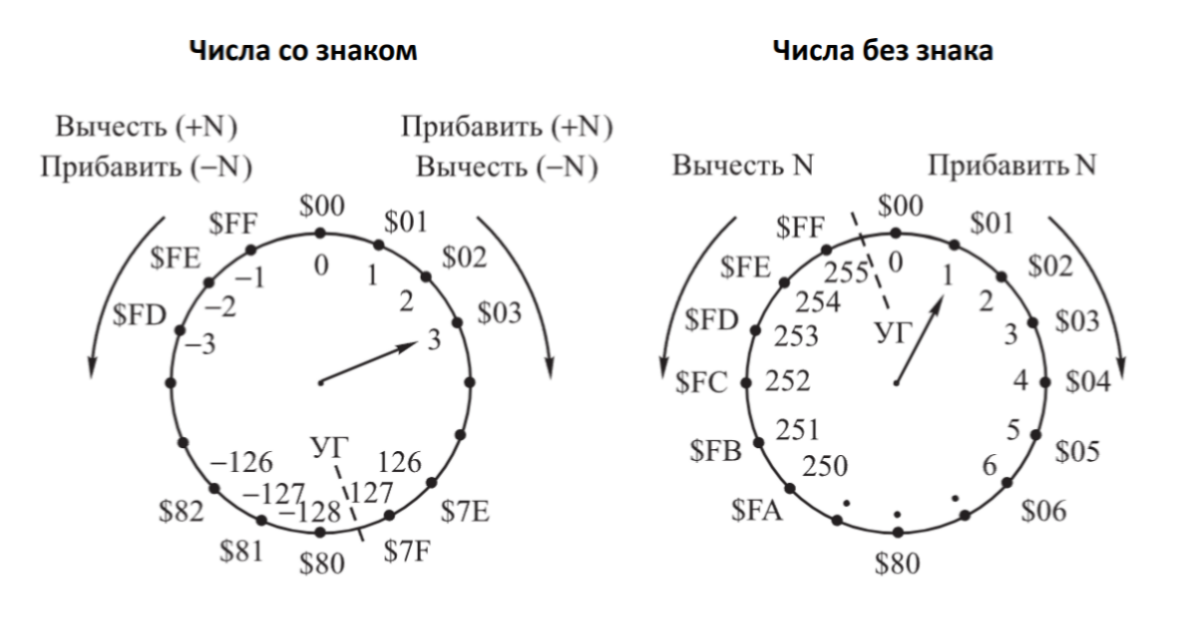 Числа со знаком
Вычесть (+N)
Прибавить (−N)
Прибавить (+N)
Вычесть (−N)
$00
$01
$02
$03
$FF
$FE
$FD
0
1
2
3
−1
−2
−3
УГ
−126
−127
−128
127
126
$82
$81
$80
$7F
$7E
Числа без знака
Вычесть N
Прибавить N
$00
$01
$02
$03
$04
$05
$06
$FF
$FE
$FD
$FC
$FB
$FA
$80
0
1
2
3
4
5
6
255
254
253
252
251
250
УГ